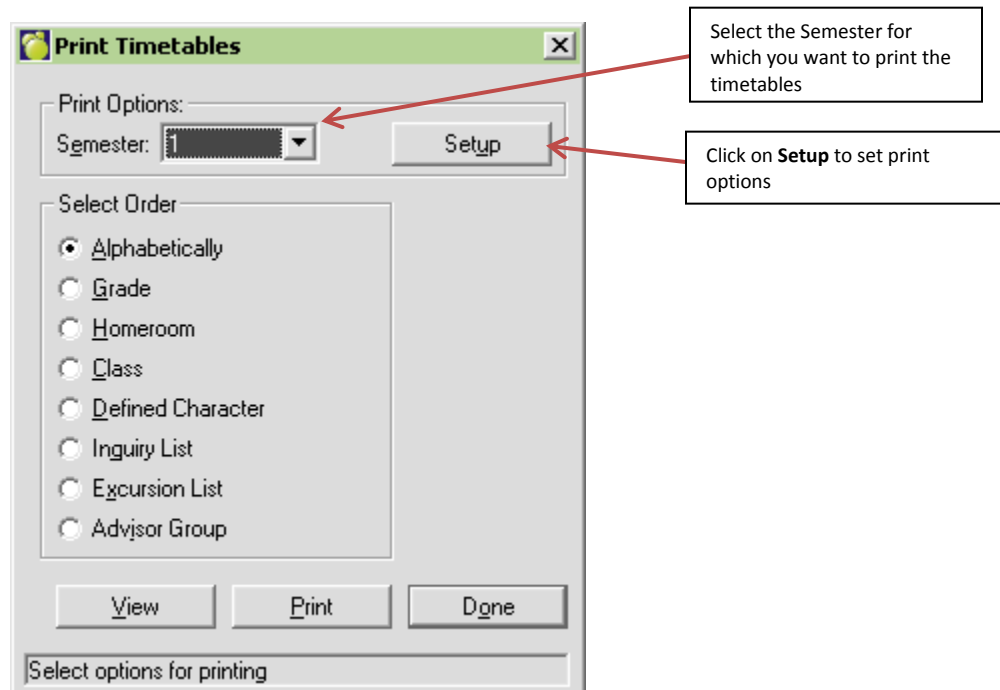 Print Timetables
Select the Semester for
which you want to print the
timetables
Print Options:
Semester: 1
Setup
Click on Setup to set print
options
Select Order
Alphabetically
Grade
Homeroom
Class
Defined Character
Inquiry List
Excursion List
Advisor Group
View Print Done
Select options for printing